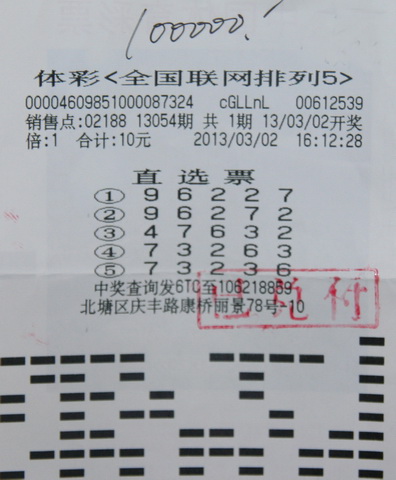 100000.
体彩<全国联网排列5>
00004609851000087324 cGLLnL 00612539
销售点:02188 13054期 共 1期 13/03/02开奖
倍:1 合计:10元 2013/03/02 16:12:28
直选票
① 9 6 2 2 7
② 9 6 2 7 2
③ 4 7 6 3 2
④ 7 3 2 6 3
⑤ 7 3 2 3 6
中奖查询发6TC至106218859
北塘区庆丰路康桥丽景78号-10
已兑付